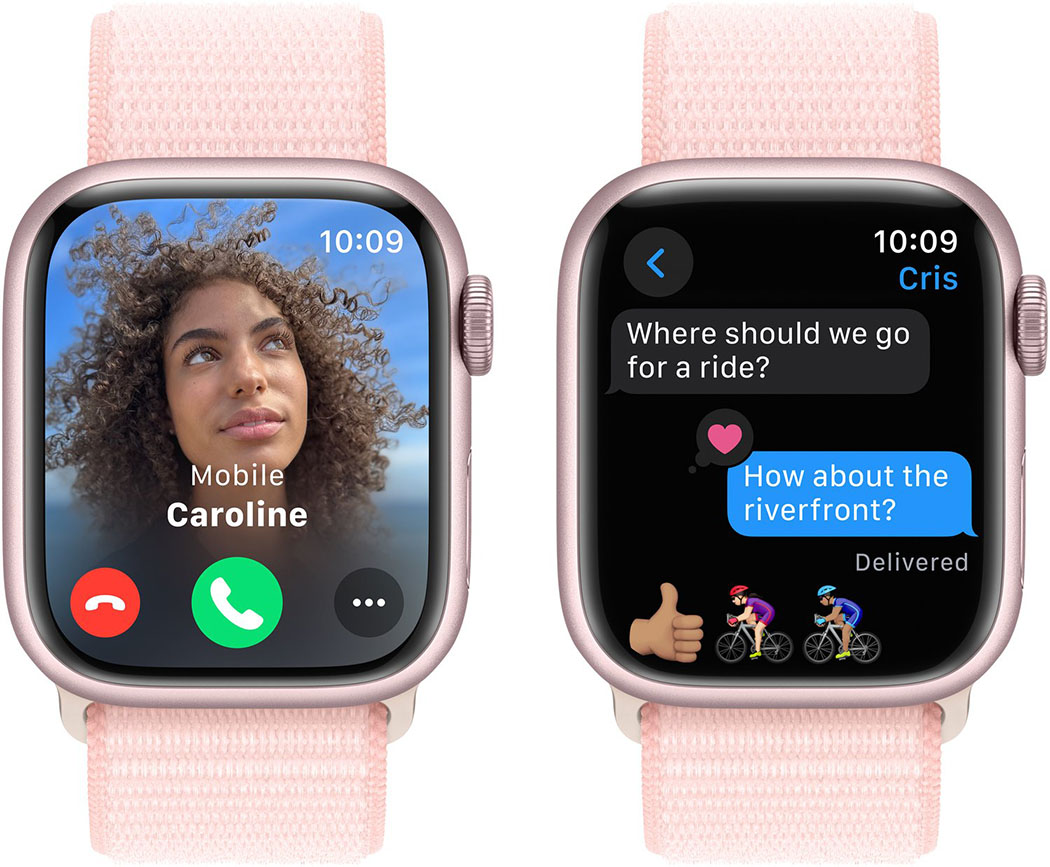 10:09
Mobile
Caroline
10:09
Cris
Where should we go
for a ride?
How about the
riverfront?
Delivered